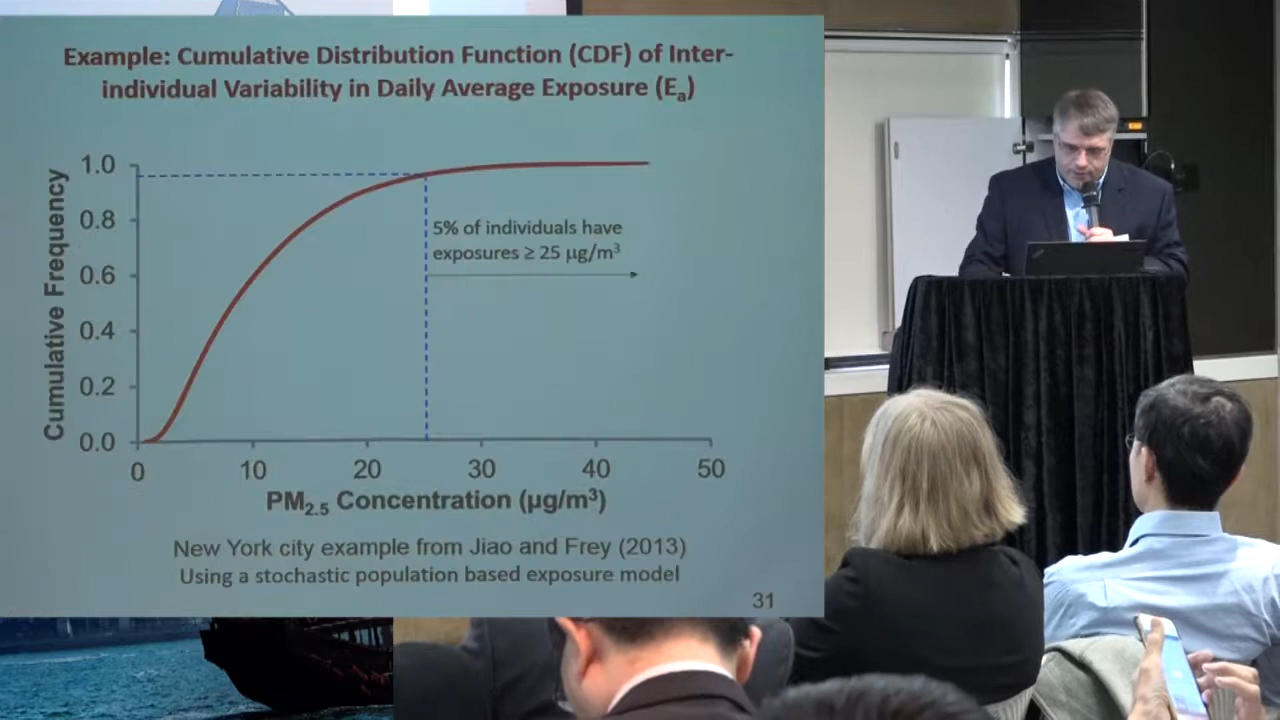 Example: Cumulative Distribution Function (CDF) of Inter-
individual Variability in Daily Average Exposure (Ea)
Cumulative Frequency
1.0
0.8
0.6
0.4
0.2
0.0
5% of individuals have
exposures ≥ 25 µg/m³
0 10 20 30 40 50
PM2.5 Concentration (µg/m³)
New York city example from Jiao and Frey (2013)
Using a stochastic population based exposure model
31